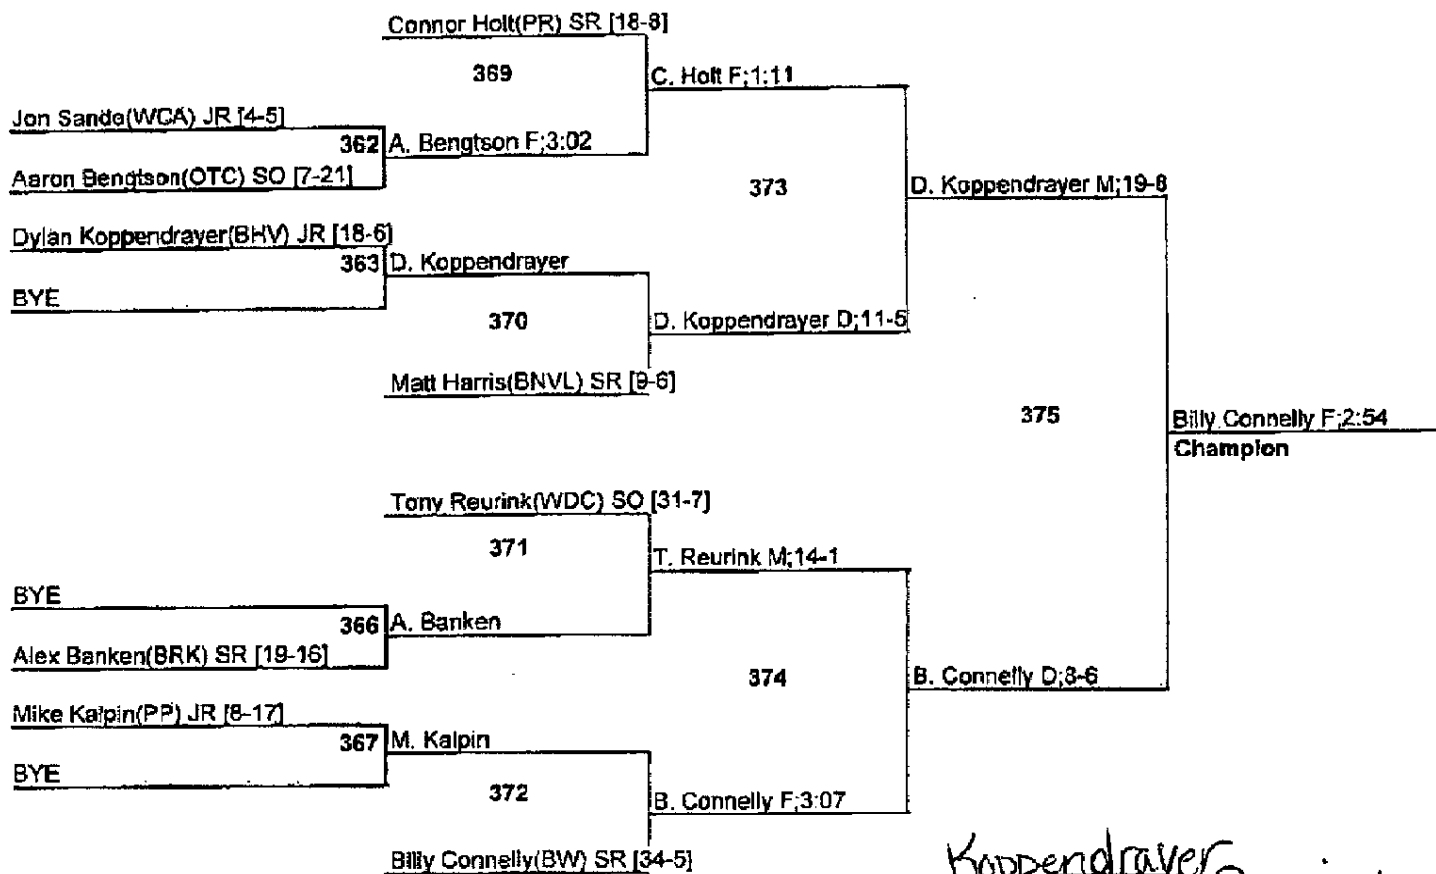 Connor Holt(PR) SR [18-8]
369
C. Holt F;1:11
Jon Sande(WCA) JR [4-5]
362 A. Bengtson F;3:02
Aaron Bengtson(OTC) SO [7-21]
373
D. Koppendrayer M;19-8
Dylan Koppendrayer(BHV) JR [18-6]
363 D. Koppendrayer
BYE
370
D. Koppendrayer D;11-5
Matt Harris(BNVL) SR [9-6]
375
Billy Connelly F;2:54
Champion
Tony Reurink(WDC) SO [31-7]
371
T. Reurink M;14-1
BYE
366 A. Banken
Alex Banken(BRK) SR [19-16]
374
B. Connelly D;8-6
Mike Kalpin(PP) JR [8-17]
367 M. Kalpin
BYE
372
B. Connelly F;3:07
Billy Connelly(BW) SR [34-5]
Koppendrayer